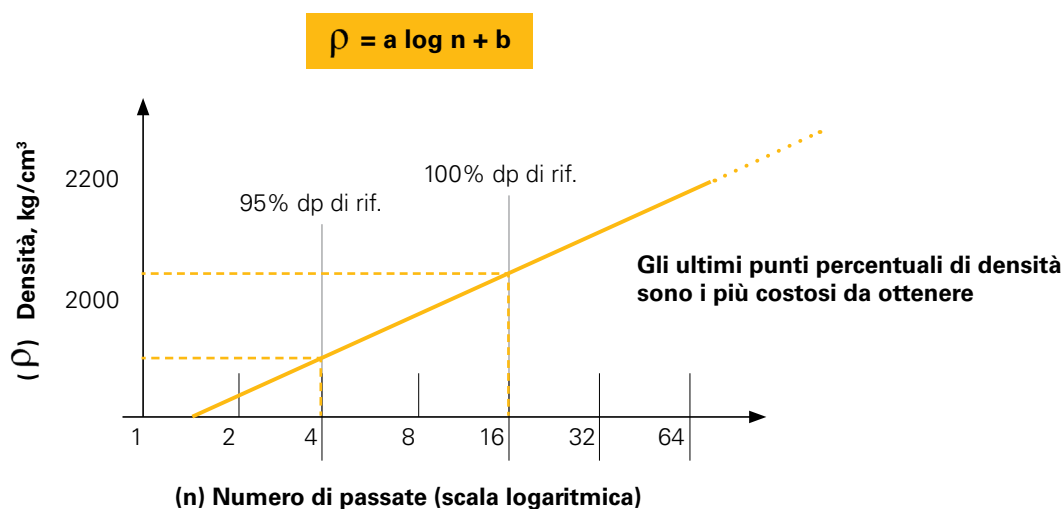 ρ = a log n + b
(ρ) Densità, kg/cm³
2200
2000
95% dp di rif.
100% dp di rif.
Gli ultimi punti percentuali di densità
sono i più costosi da ottenere
1 2 4 8 16 32 64
(n) Numero di passate (scala logaritmica)